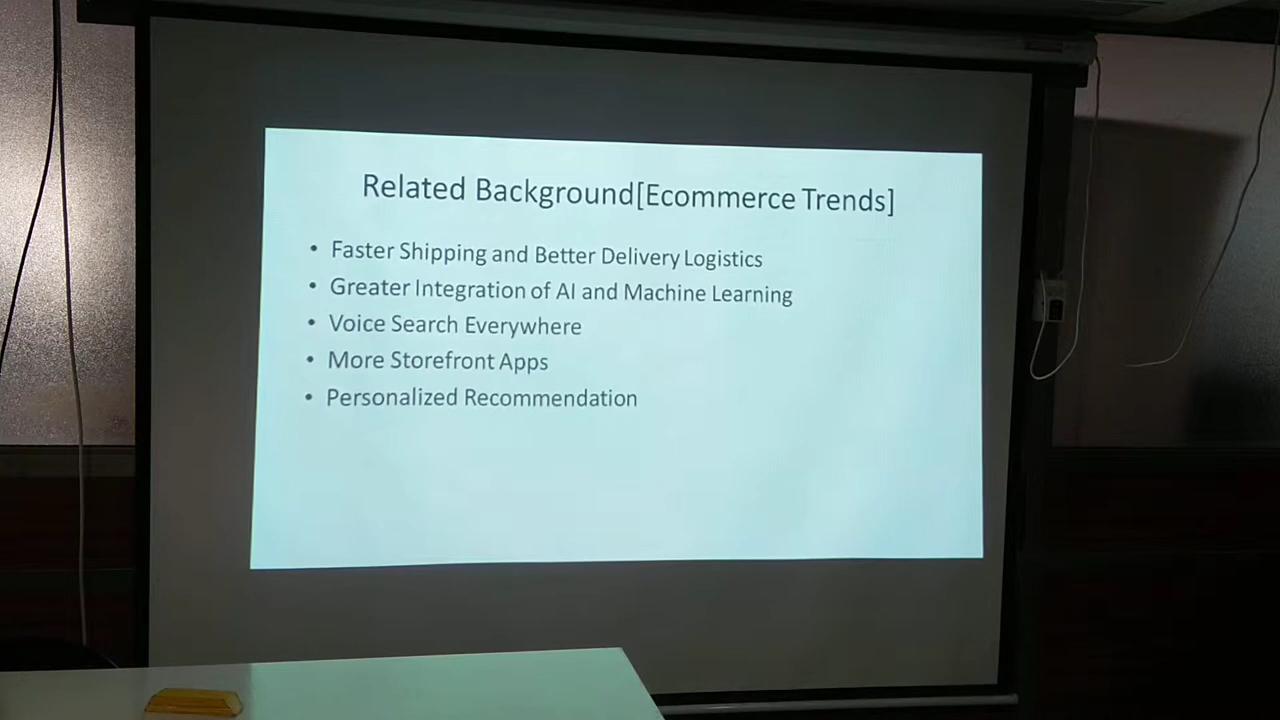 Related Background[Ecommerce Trends]
• Faster Shipping and Better Delivery Logistics
• Greater Integration of AI and Machine Learning
• Voice Search Everywhere
• More Storefront Apps
• Personalized Recommendation